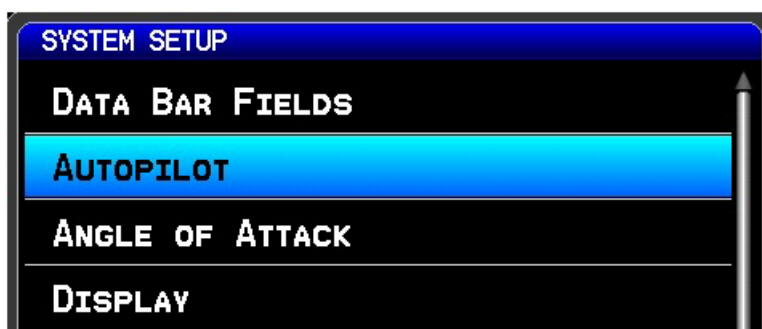 SYSTEM SETUP
DATA BAR FIELDS
AUTOPILOT
ANGLE OF ATTACK
DISPLAY